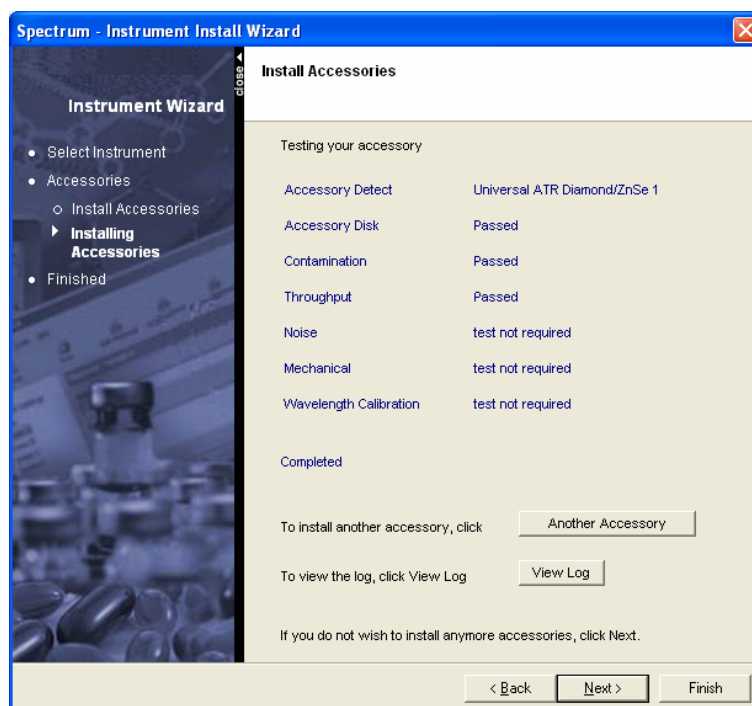 Spectrum - Instrument Install Wizard
close
Instrument Wizard
Select Instrument
Accessories
Install Accessories
Installing
Accessories
Finished
Install Accessories
Testing your accessory
Accessory Detect Universal ATR Diamond/ZnSe 1
Accessory Disk Passed
Contamination Passed
Throughput Passed
Noise test not required
Mechanical test not required
Wavelength Calibration test not required
Completed
To install another accessory, click Another Accessory
To view the log, click View Log View Log
If you do not wish to install anymore accessories, click Next.
< Back Next > Finish